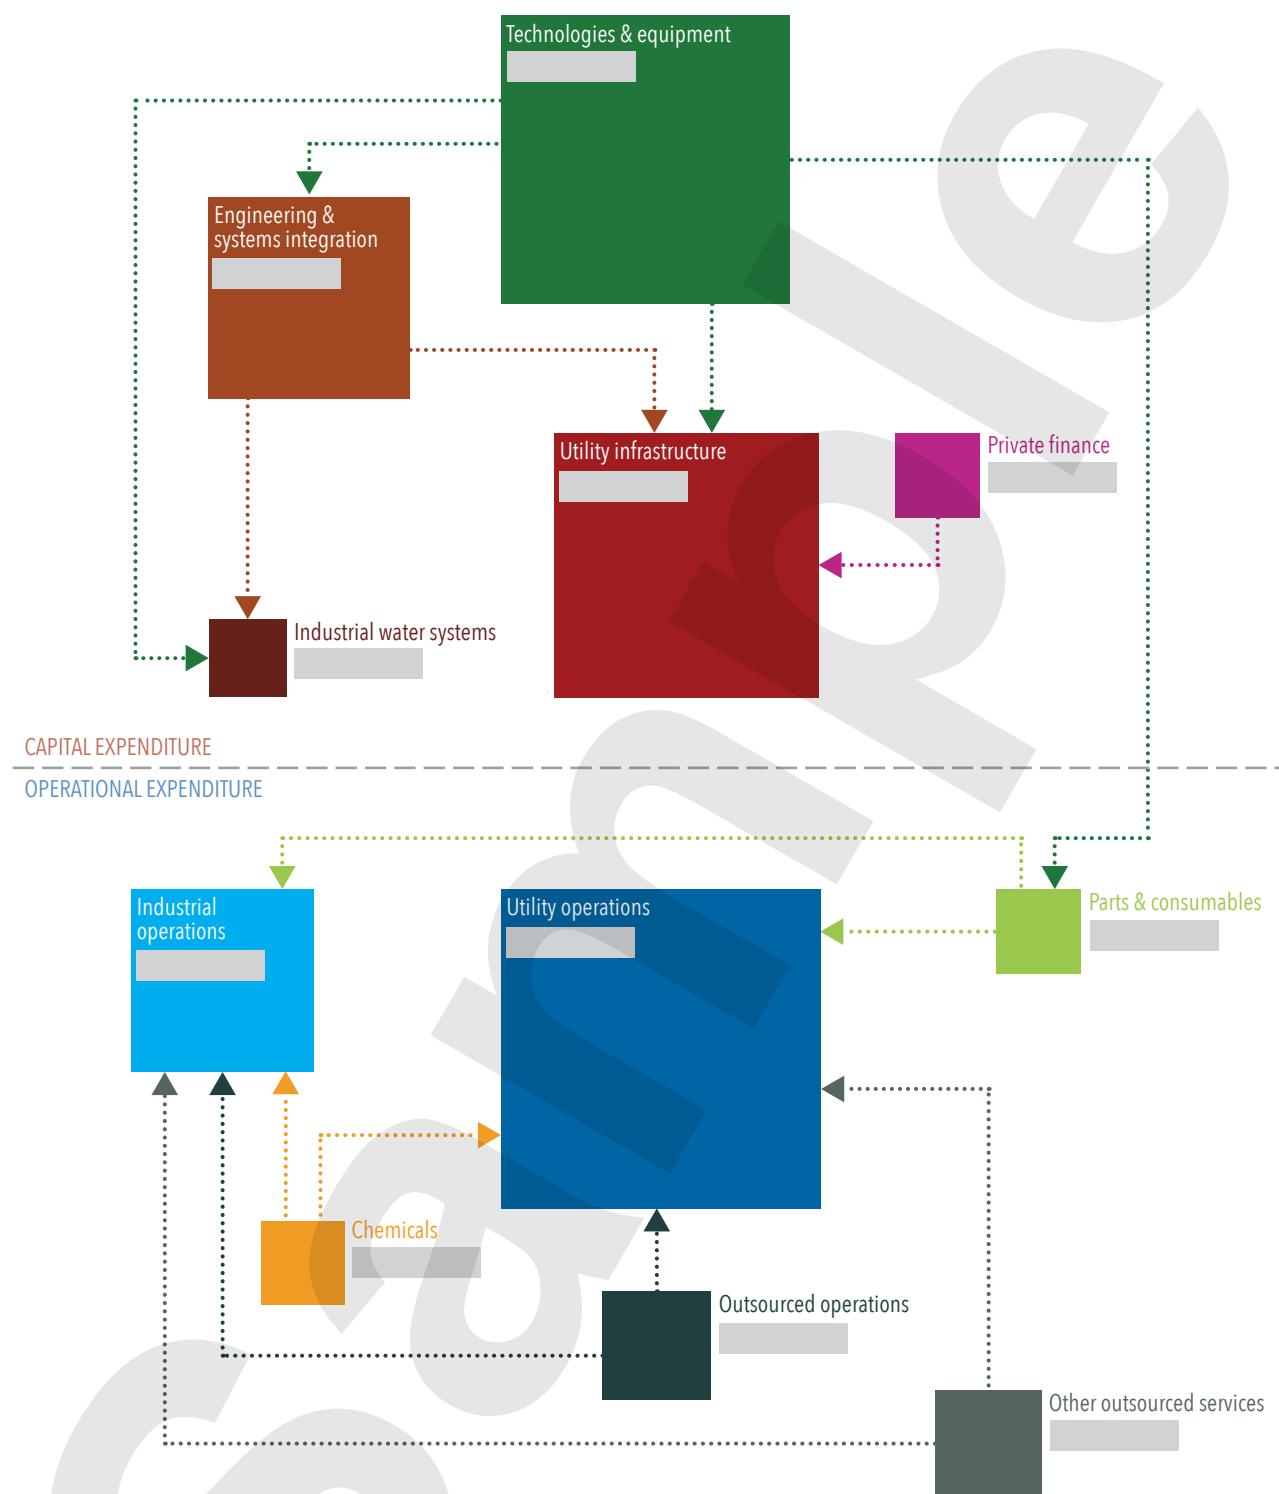 Technologies & equipment
Engineering &
systems integration
Utility infrastructure
Private finance
Industrial water systems
CAPITAL EXPENDITURE
OPERATIONAL EXPENDITURE
Industrial
operations
Utility operations
Parts & consumables
Chemicals
Outsourced operations
Other outsourced services
Sample